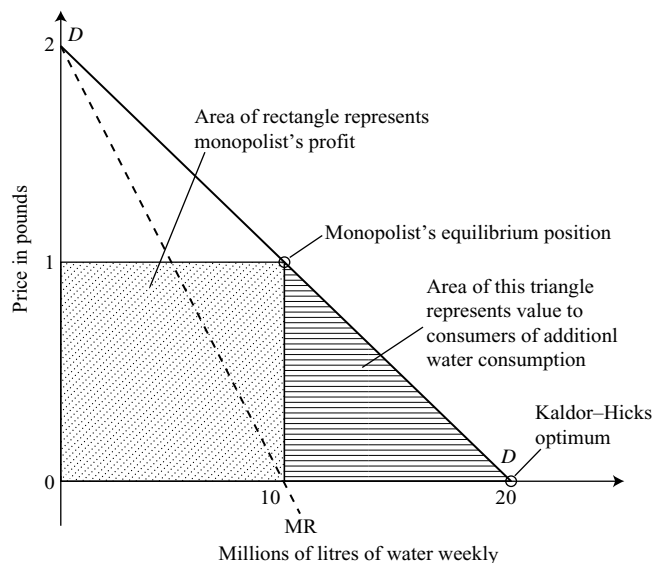 D
2
Area of rectangle represents
monopolist's profit
Price in pounds
Monopolist's equilibrium position
1
Area of this triangle
represents value to
consumers of additionl
water consumption
Kaldor–Hicks
optimum
D
0
10
20
MR
Millions of litres of water weekly